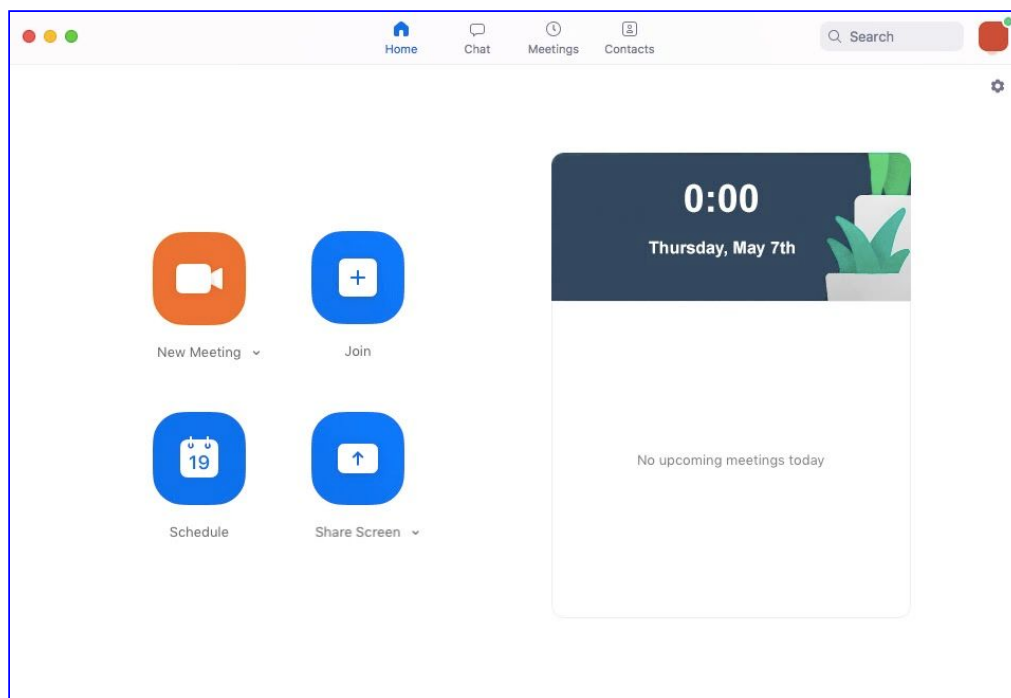 Home Chat Meetings Contacts Search
0:00
Thursday, May 7th
New Meeting Join
19
Schedule Share Screen
No upcoming meetings today